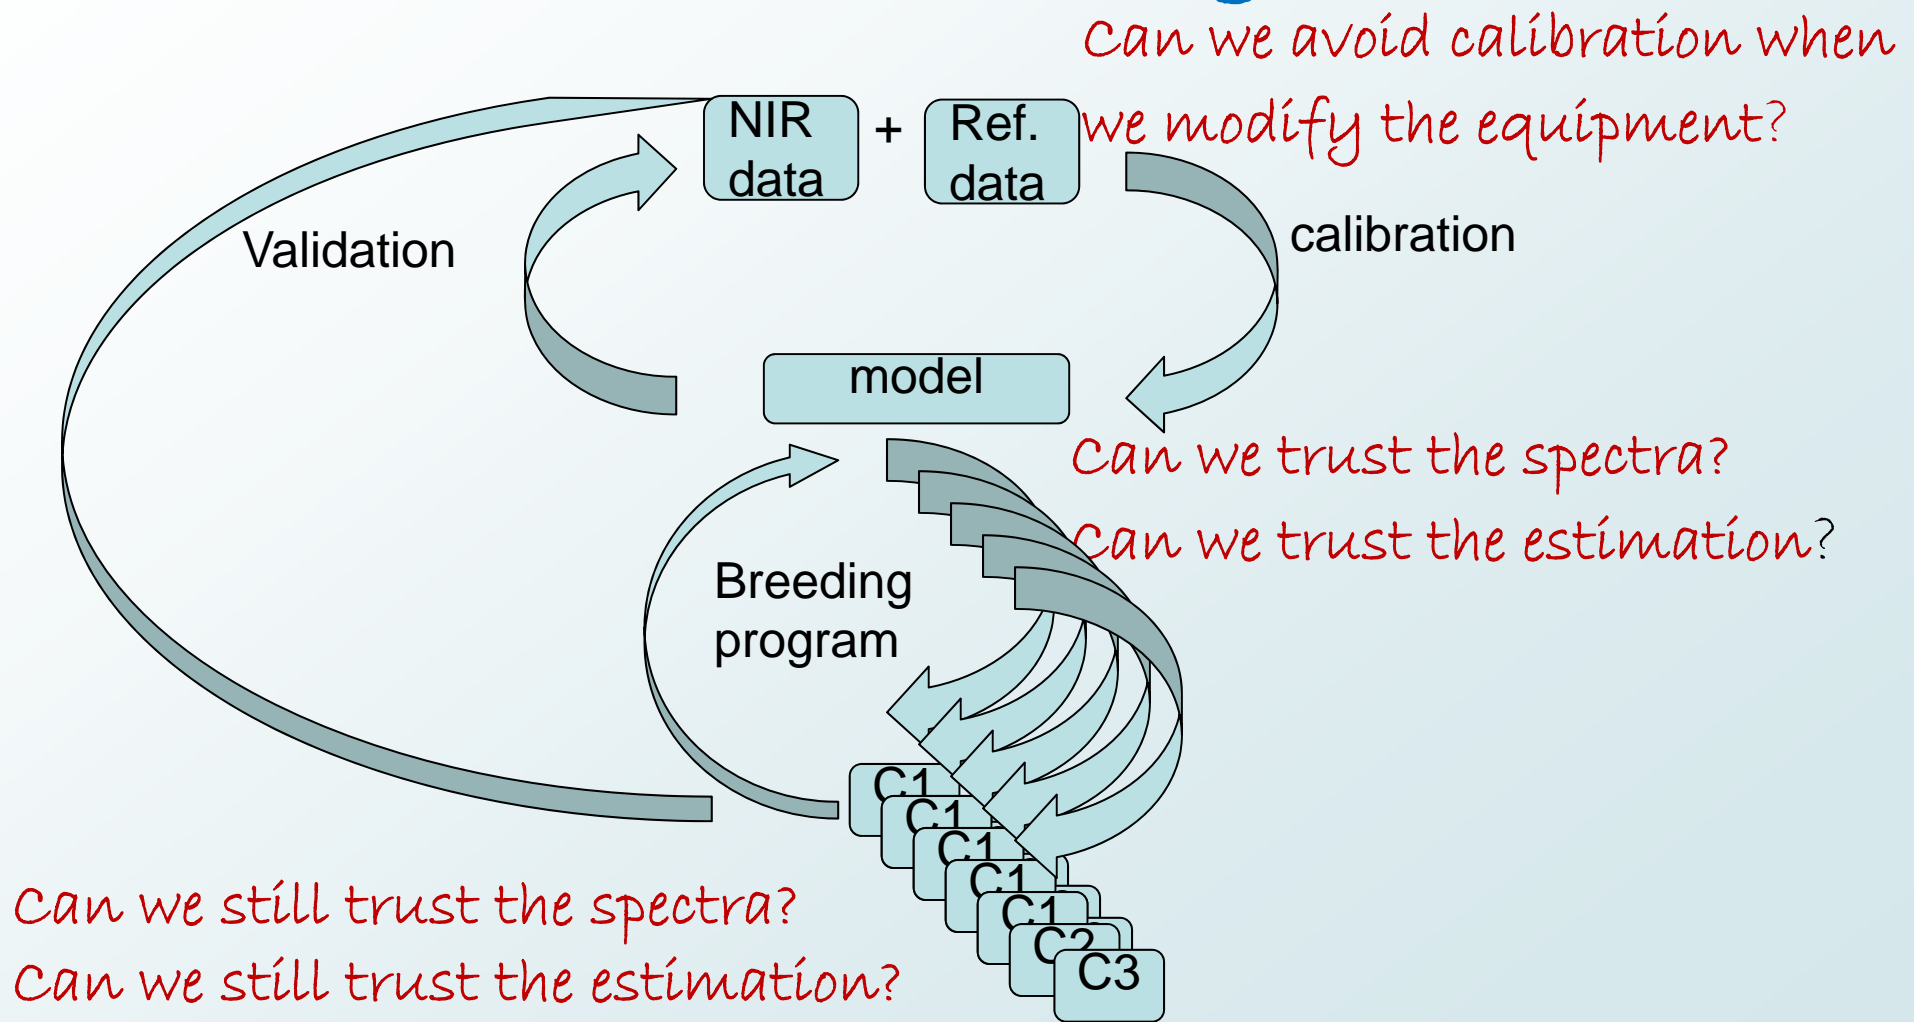 Can we avoid calibration when
we modify the equipment?
NIR
data
+
Ref.
data
Validation
calibration
model
Can we trust the spectra?
Can we trust the estimation?
Breeding
program
C1
C1
C1
C1
C1
C2
C3
Can we still trust the spectra?
Can we still trust the estimation?